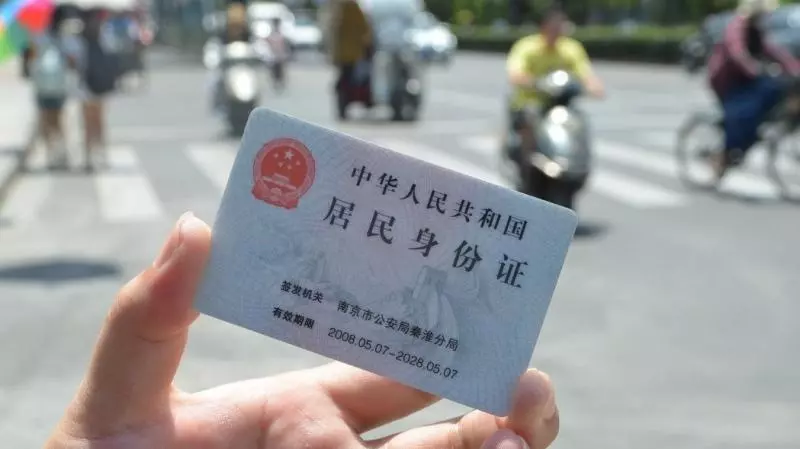 中华人民共和国
居民身份证
签发机关 南京市公安局秦淮分局
有效期限 2008.05.07-2028.05.07